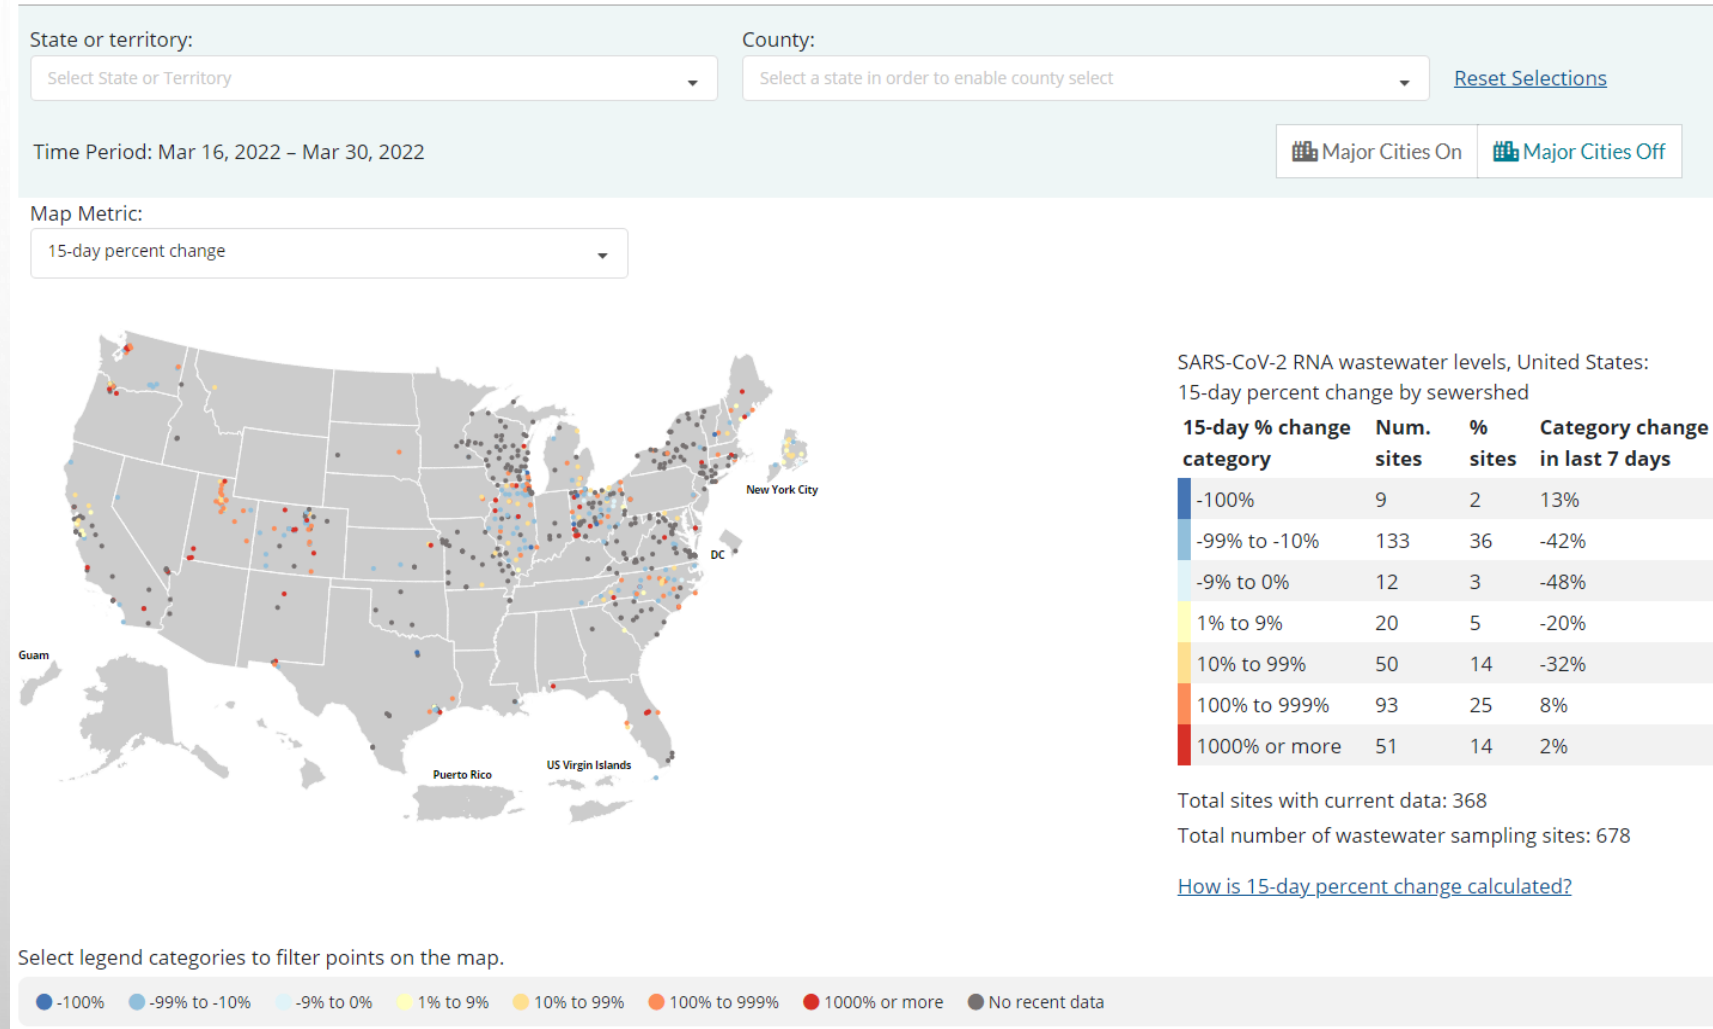 State or territory:
County:
Select State or Territory
Select a state in order to enable county select
Reset Selections
Time Period: Mar 16, 2022 – Mar 30, 2022
Major Cities On
Major Cities Off
Map Metric:
15-day percent change
New York City
DC
Guam
Puerto Rico
US Virgin Islands
SARS-CoV-2 RNA wastewater levels, United States:
15-day percent change by sewershed
15-day % change category
Num. sites
% sites
Category change in last 7 days
-100% 9 2 13%
-99% to -10% 133 36 -42%
-9% to 0% 12 3 -48%
1% to 9% 20 5 -20%
10% to 99% 50 14 -32%
100% to 999% 93 25 8%
1000% or more 51 14 2%
Total sites with current data: 368
Total number of wastewater sampling sites: 678
How is 15-day percent change calculated?
Select legend categories to filter points on the map.
-100% -99% to -10% -9% to 0% 1% to 9% 10% to 99% 100% to 999% 1000% or more No recent data